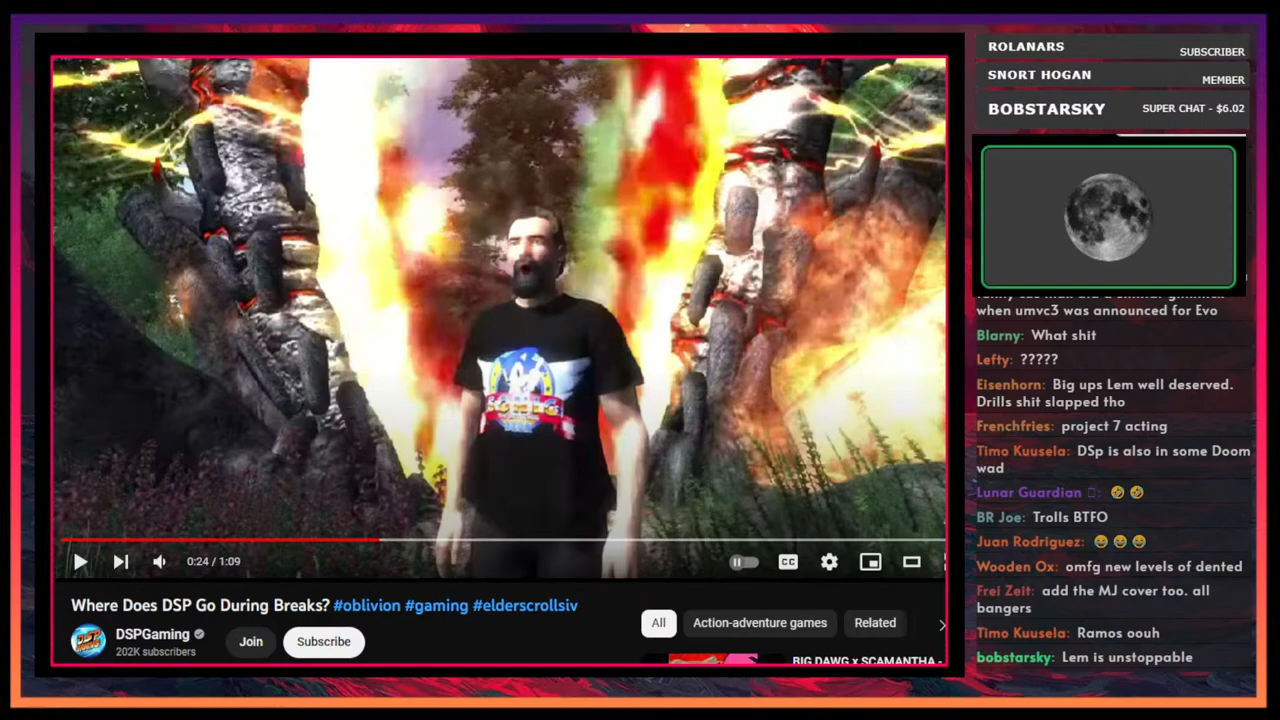 ROLANARS SUBSCRIBER
SNORT HOGAN MEMBER
BOBSTARSKY SUPER CHAT - $6.02
SONIC
when umvc3 was announced for Evo
Blarny: What shit
Lefty: ?????
Eisenhorn: Big ups Lem well deserved.
Drills shit slapped tho
Frenchfries: project 7 acting
Timo Kuusela: DSp is also in some Doom
wad
Lunar Guardian : 🤣 🤣
BR Joe: Trolls BTFO
Juan Rodriguez: 😂 😂 😂
Wooden Ox: omfg new levels of dented
Frei Zeit: add the MJ cover too. all
bangers
Timo Kuusela: Ramos oouh
bobstarsky: Lem is unstoppable
0:24 / 1:09
CC
Where Does DSP Go During Breaks? #oblivion #gaming #elderscrollsiv
DSP
DSPGaming
202K subscribers
Join
Subscribe
All
Action-adventure games
Related
BIG DAWG x SCAMANTHA -